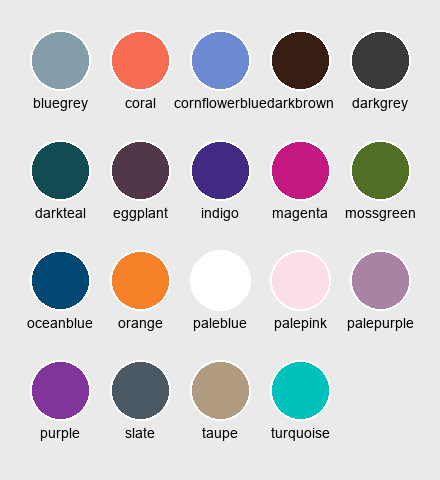 bluegrey coral cornflowerblue darkbrown darkgrey
darkteal eggplant indigo magenta mossgreen
oceanblue orange paleblue palepink palepurple
purple slate taupe turquoise